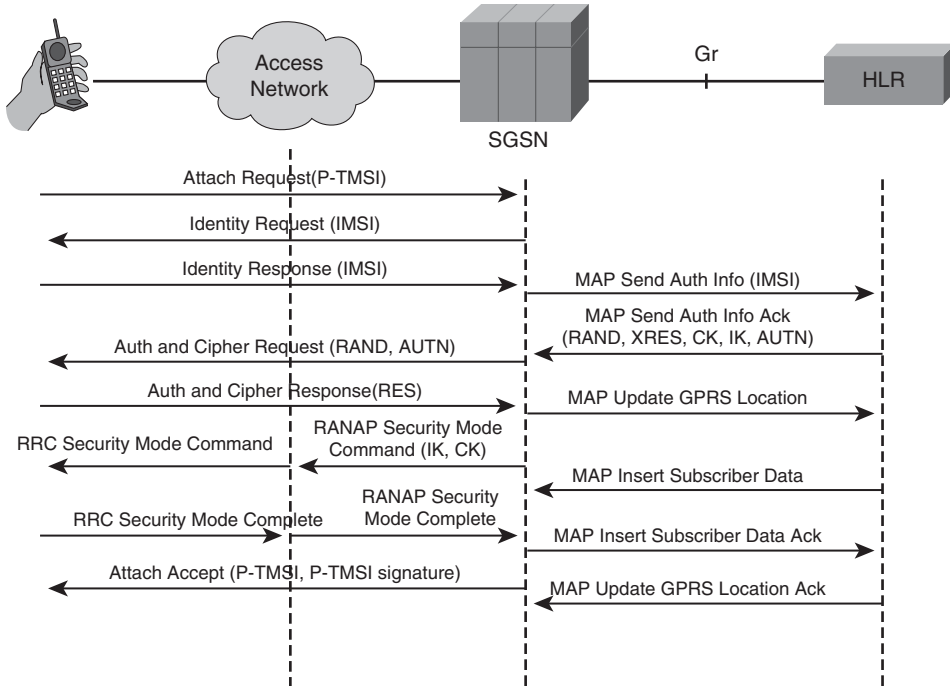 Access
Network
Gr
HLR
SGSN
Attach Request(P-TMSI)
Identity Request (IMSI)
Identity Response (IMSI)
MAP Send Auth Info (IMSI)
MAP Send Auth Info Ack
(RAND, XRES, CK, IK, AUTN)
Auth and Cipher Request (RAND, AUTN)
Auth and Cipher Response(RES)
MAP Update GPRS Location
RANAP Security Mode
Command (IK, CK)
RRC Security Mode Command
MAP Insert Subscriber Data
RANAP Security
Mode Complete
RRC Security Mode Complete
MAP Insert Subscriber Data Ack
Attach Accept (P-TMSI, P-TMSI signature)
MAP Update GPRS Location Ack